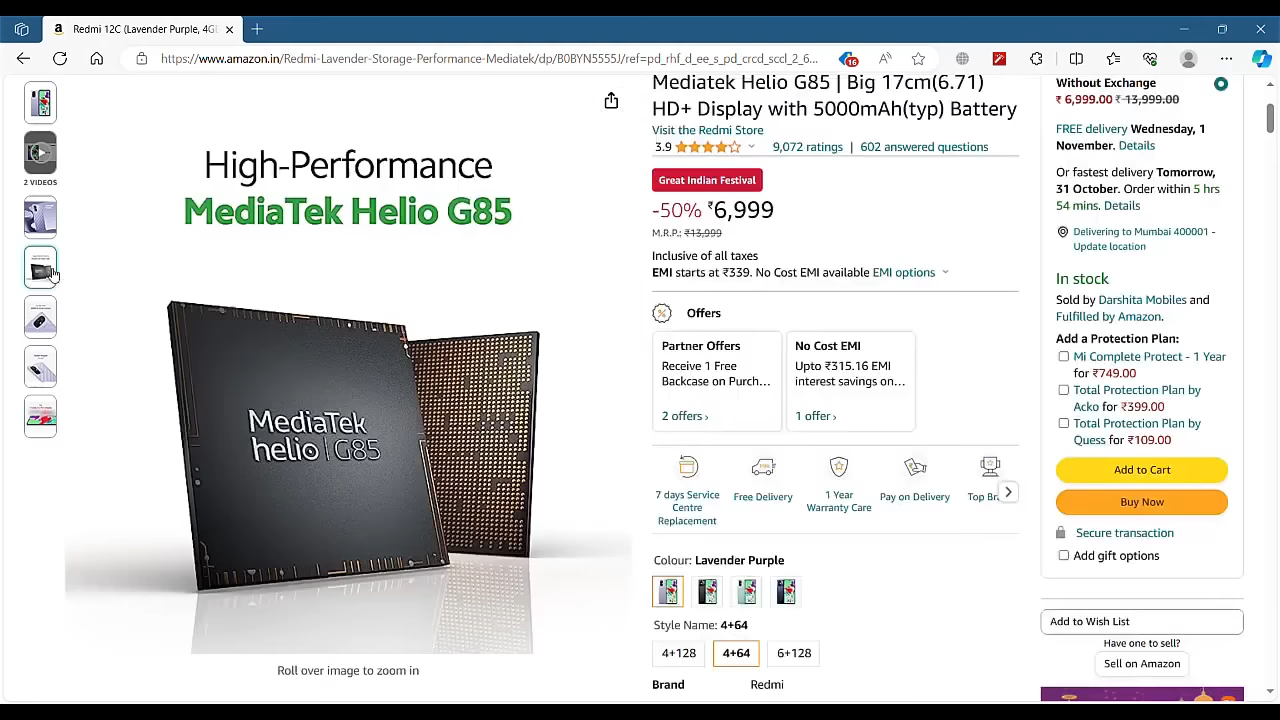 Redmi 12C (Lavender Purple, 4G
https://www.amazon.in/Redmi-Lavender-Storage-Performance-Mediatek/dp/B0BYN5555J/ref=pd_rhf_d_ee_s_pd_crcd_sccl_2_6...
16
2 VIDEOS
High-Performance
MediaTek Helio G85
MediaTek
helio | G85
Roll over image to zoom in
Mediatek Helio G85 | Big 17cm(6.71)
HD+ Display with 5000mAh(typ) Battery
Visit the Redmi Store
3.9
9,072 ratings | 602 answered questions
Great Indian Festival
-50% ₹6,999
M.R.P.: ₹13,999
Inclusive of all taxes
EMI starts at ₹339. No Cost EMI available EMI options
Offers
Partner Offers
Receive 1 Free
Backcase on Purch...
2 offers ›
No Cost EMI
Upto ₹315.16 EMI
interest savings on...
1 offer ›
7 days Service
Centre
Replacement
Free Delivery
1 Year
Warranty Care
Pay on Delivery
Top Br
Colour: Lavender Purple
Style Name: 4+64
4+128
4+64
6+128
Brand Redmi
Without Exchange
₹ 6,999.00 ₹ 13,999.00
FREE delivery Wednesday, 1
November. Details
Or fastest delivery Tomorrow,
31 October. Order within 5 hrs
54 mins. Details
Delivering to Mumbai 400001 -
Update location
In stock
Sold by Darshita Mobiles and
Fulfilled by Amazon.
Add a Protection Plan:
Mi Complete Protect - 1 Year
for ₹749.00
Total Protection Plan by
Acko for ₹399.00
Total Protection Plan by
Quess for ₹109.00
Add to Cart
Buy Now
Secure transaction
Add gift options
Add to Wish List
Have one to sell?
Sell on Amazon